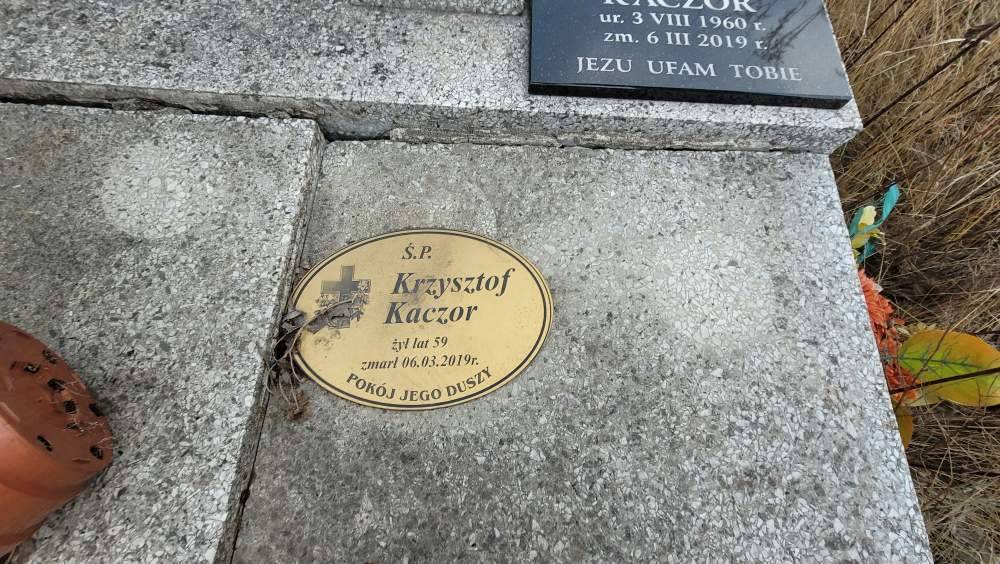 KACZOR
ur. 3 VIII 1960 r.
zm. 6 III 2019 r.
JEZU UFAM TOBIE
Ś.P.
Krzysztof
Kaczor
żył lat 59
zmarł 06.03.2019r.
POKÓJ JEGO DUSZY